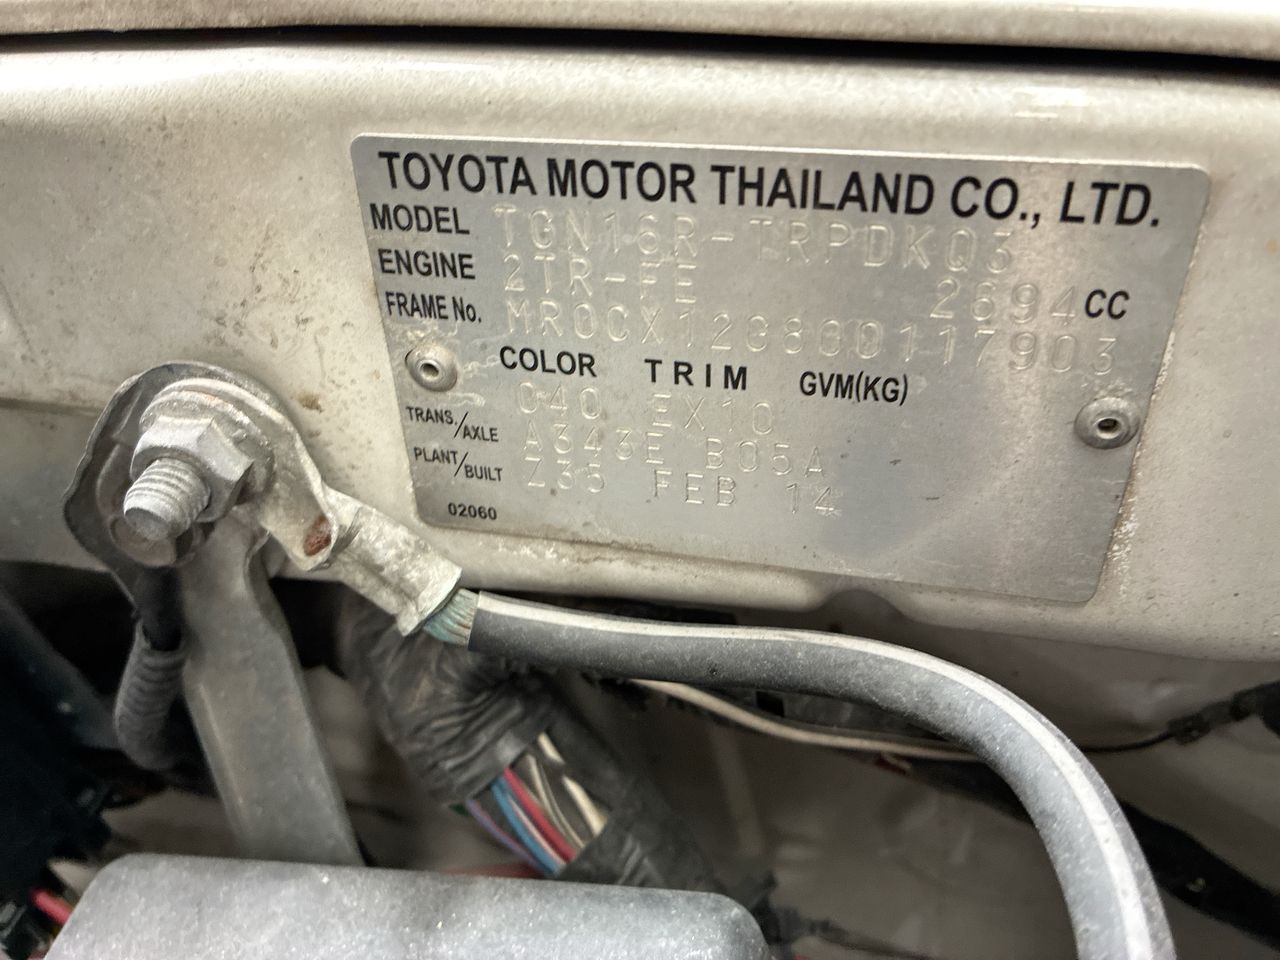 TOYOTA MOTOR THAILAND CO., LTD.
MODEL TGN16R-TRPDKQ3
ENGINE 2TR-FE 2694 CC
FRAME No. MR0CX12G800117903
COLOR TRIM GVM(KG)
040 EX10
TRANS./AXLE A343E B05A
PLANT/BUILT Z35 FEB 14
02060